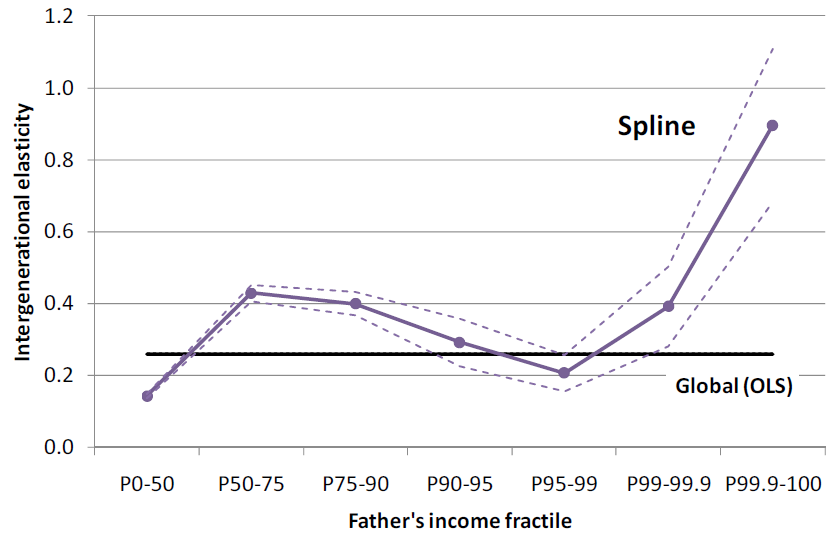 1.2
1.0
0.8
0.6
0.4
0.2
0.0
Intergenerational elasticity
Spline
Global (OLS)
P0-50 P50-75 P75-90 P90-95 P95-99 P99-99.9 P99.9-100
Father's income fractile